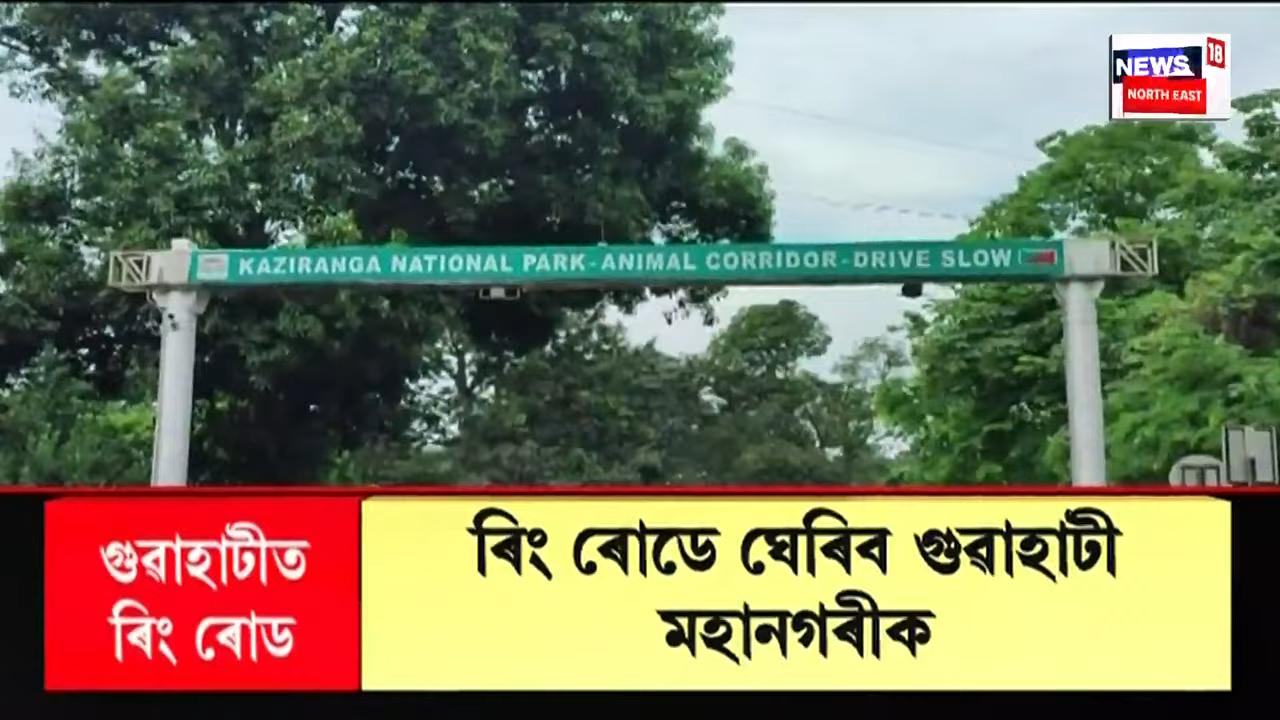 NEWS 18
NORTH EAST
KAZIRANGA NATIONAL PARK-ANIMAL CORRIDOR-DRIVE SLOW
গুৱাহাটীত
ৰিং ৰোড
ৰিং ৰোডে ঘেৰিব গুৱাহাটী
মহানগৰীক